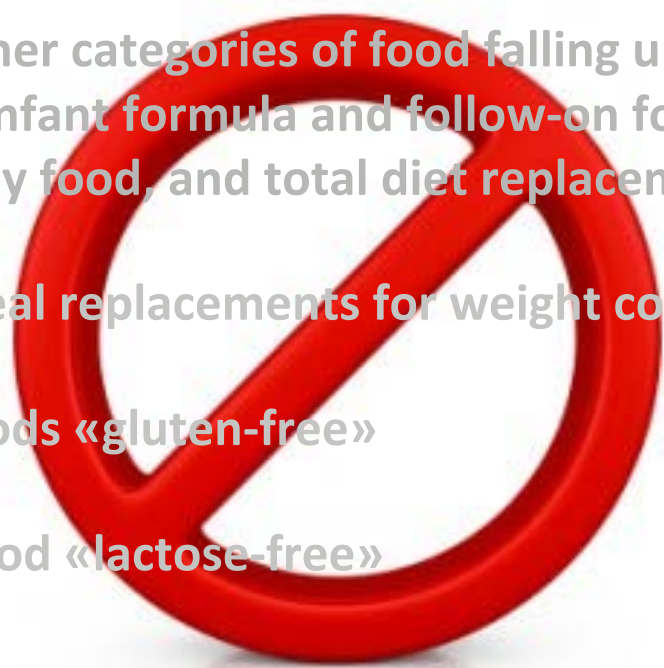 ner categories of food falling u
nfant formula and follow-on fo
y food, and total diet replacem
eal replacements for weight co
ods «gluten-free»
od «lactose-free»